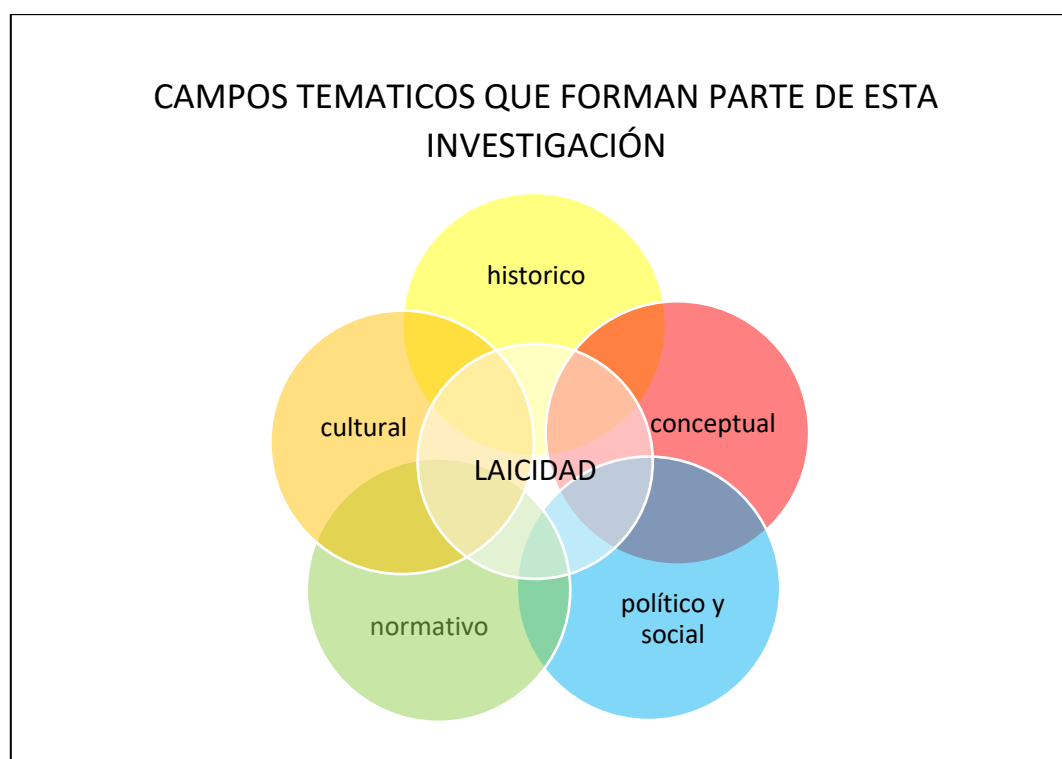 CAMPOS TEMATICOS QUE FORMAN PARTE DE ESTA
INVESTIGACIÓN
historico
conceptual
político y
social
normativo
cultural
LAICIDAD